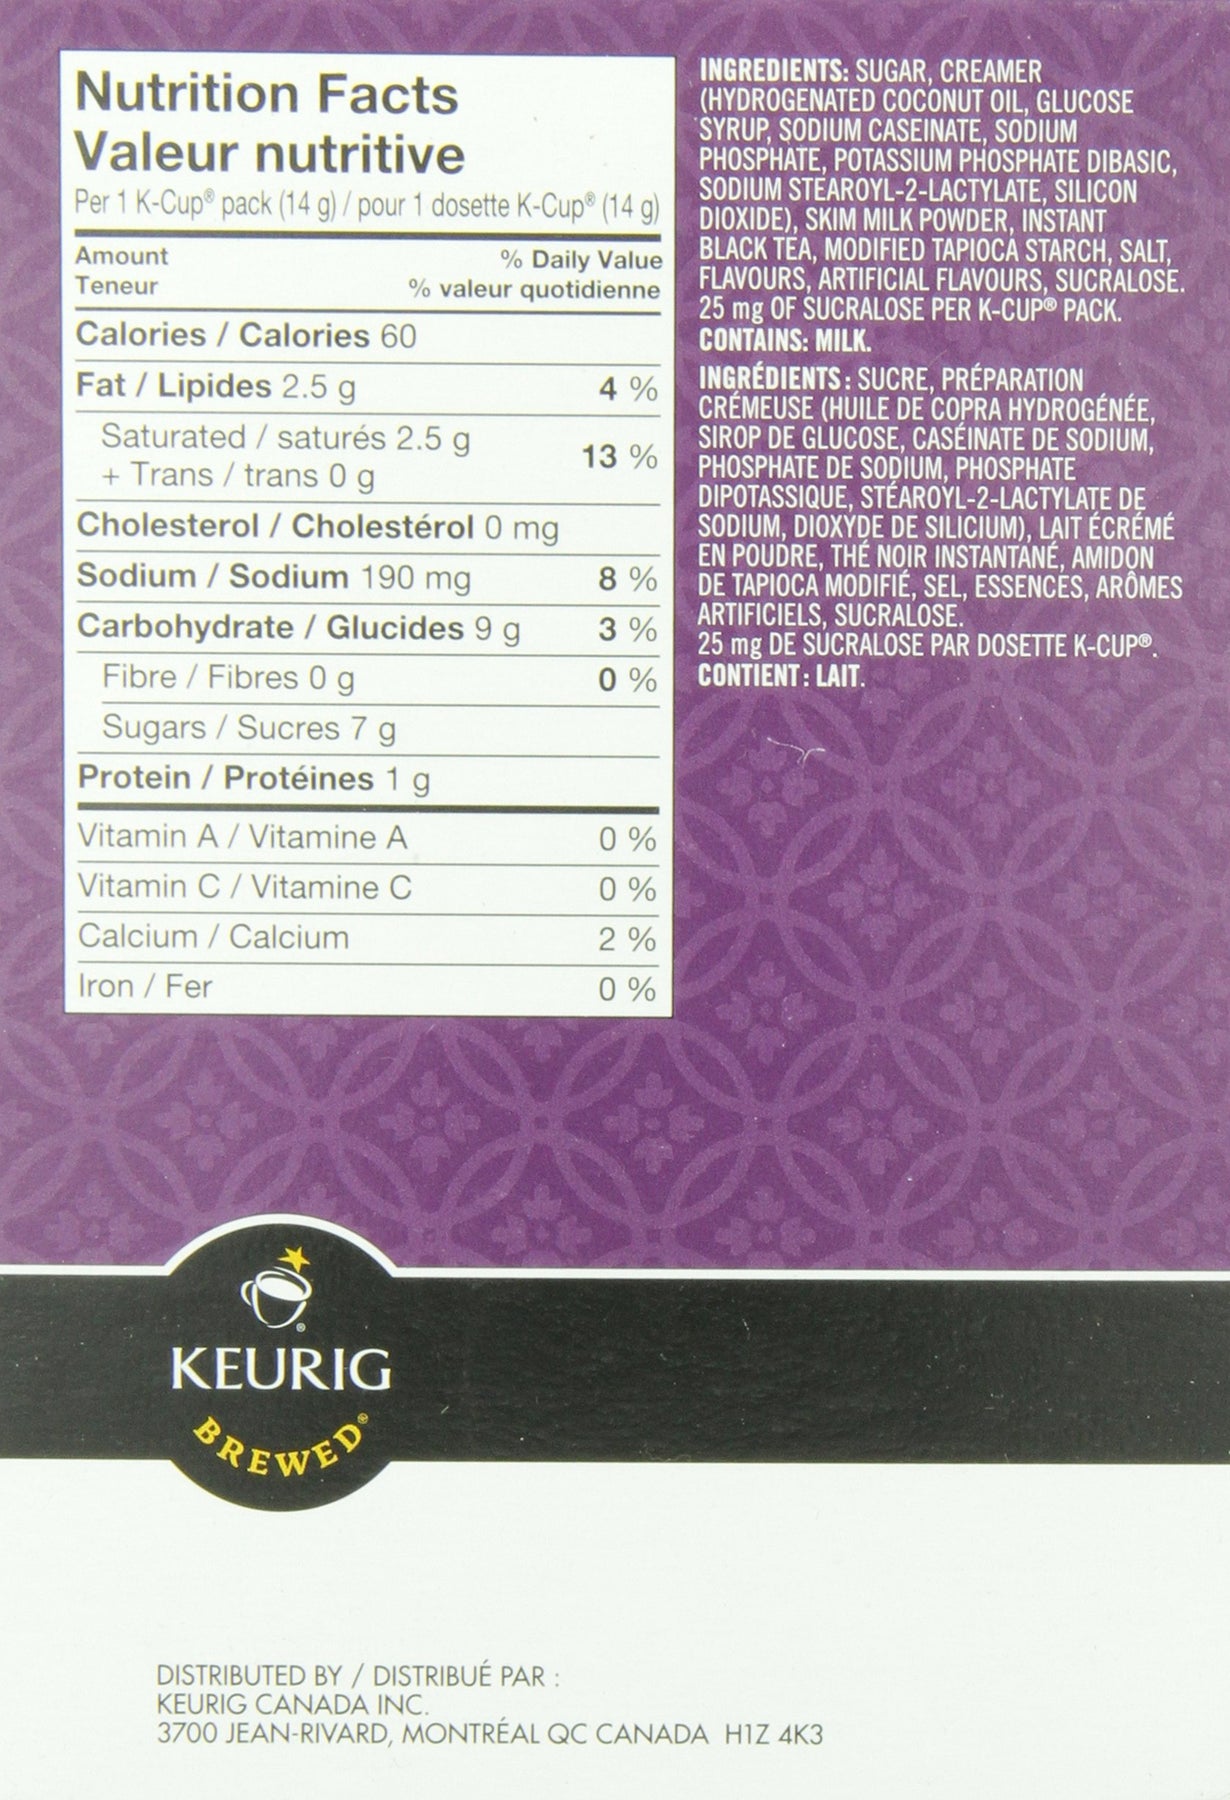 Nutrition Facts
Valeur nutritive
Per 1 K-Cup® pack (14 g) / pour 1 dosette K-Cup® (14 g)
Amount % Daily Value
Teneur % valeur quotidienne
Calories / Calories 60
Fat / Lipides 2.5 g 4 %
Saturated / saturés 2.5 g
+ Trans / trans 0 g 13 %
Cholesterol / Cholestérol 0 mg
Sodium / Sodium 190 mg 8 %
Carbohydrate / Glucides 9 g 3 %
Fibre / Fibres 0 g 0 %
Sugars / Sucres 7 g
Protein / Protéines 1 g
Vitamin A / Vitamine A 0 %
Vitamin C / Vitamine C 0 %
Calcium / Calcium 2 %
Iron / Fer 0 %
INGREDIENTS: SUGAR, CREAMER
(HYDROGENATED COCONUT OIL, GLUCOSE
SYRUP, SODIUM CASEINATE, SODIUM
PHOSPHATE, POTASSIUM PHOSPHATE DIBASIC,
SODIUM STEAROYL-2-LACTYLATE, SILICON
DIOXIDE), SKIM MILK POWDER, INSTANT
BLACK TEA, MODIFIED TAPIOCA STARCH, SALT,
FLAVOURS, ARTIFICIAL FLAVOURS, SUCRALOSE.
25 mg OF SUCRALOSE PER K-CUP® PACK.
CONTAINS: MILK.
INGRÉDIENTS : SUCRE, PRÉPARATION
CRÉMEUSE (HUILE DE COPRA HYDROGÉNÉE,
SIROP DE GLUCOSE, CASÉINATE DE SODIUM,
PHOSPHATE DE SODIUM, PHOSPHATE
DIPOTASSIQUE, STÉAROYL-2-LACTYLATE DE
SODIUM, DIOXYDE DE SILICIUM), LAIT ÉCRÉMÉ
EN POUDRE, THÉ NOIR INSTANTANÉ, AMIDON
DE TAPIOCA MODIFIÉ, SEL, ESSENCES, ARÔMES
ARTIFICIELS, SUCRALOSE.
25 mg DE SUCRALOSE PAR DOSETTE K-CUP®.
CONTIENT : LAIT.
KEURIG
BREWED®
DISTRIBUTED BY / DISTRIBUÉ PAR :
KEURIG CANADA INC.
3700 JEAN-RIVARD, MONTRÉAL QC CANADA H1Z 4K3